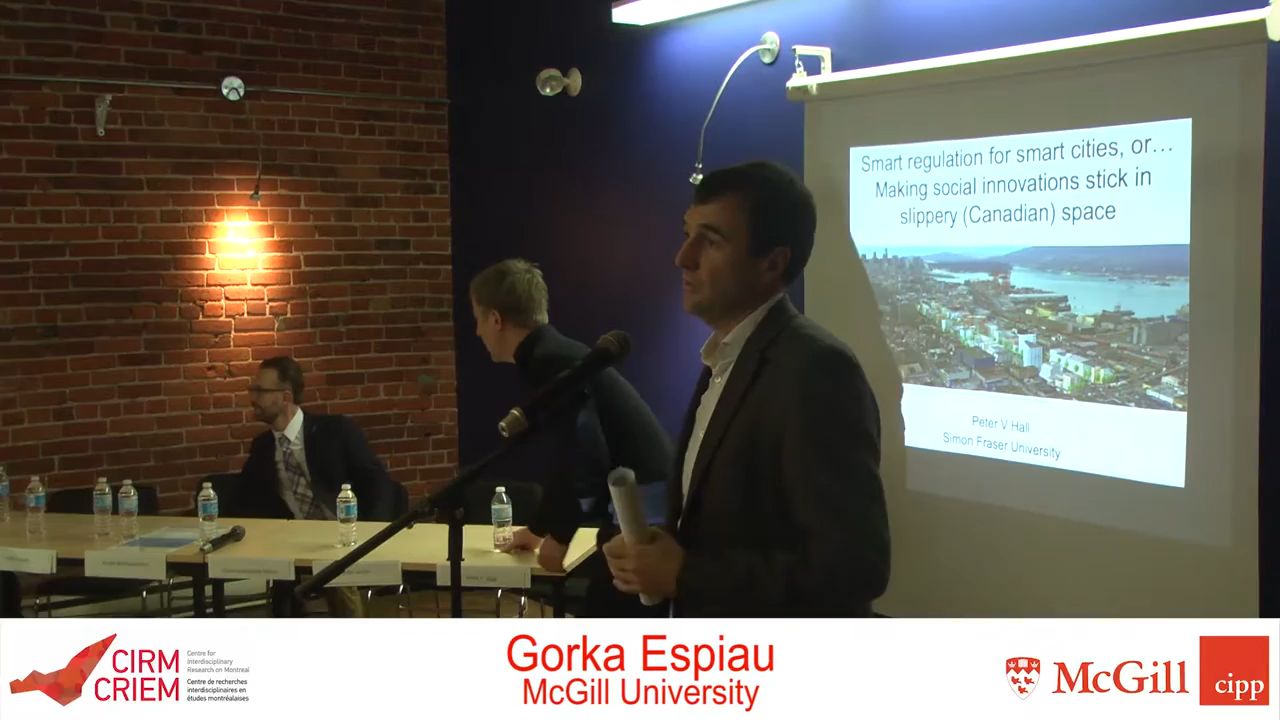 Smart regulation for smart cities, or…
Making social innovations stick in
slippery (Canadian) space
Peter V Hall
Simon Fraser University
CIRM
CRIEM
Centre for
Interdisciplinary
Research on Montreal
Centre de recherches
interdisciplinaires en
études montréalaises
Gorka Espiau
McGill University
McGill
cipp